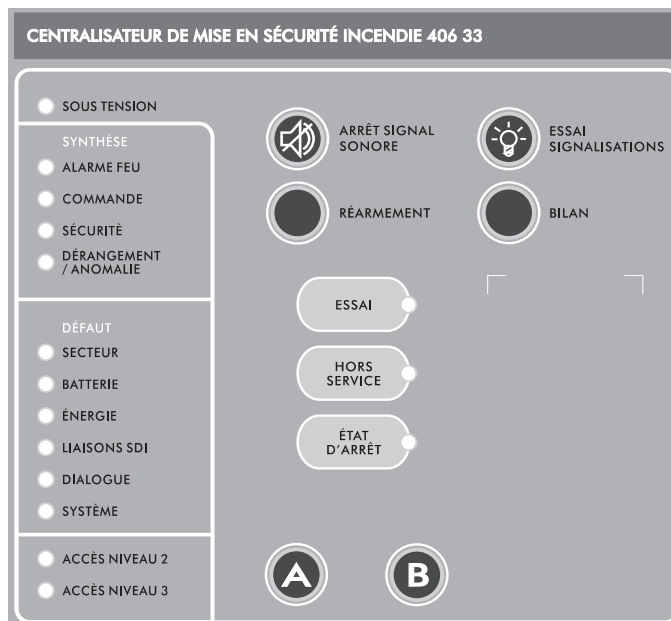 CENTRALISATEUR DE MISE EN SÉCURITÉ INCENDIE 406 33
SOUS TENSION
SYNTHÈSE
ALARME FEU
COMMANDE
SÉCURITÈ
DÉRANGEMENT
/ ANOMALIE
DÉFAUT
SECTEUR
BATTERIE
ÉNERGIE
LIAISONS SDI
DIALOGUE
SYSTÈME
ACCÈS NIVEAU 2
ACCÈS NIVEAU 3
ARRÊT SIGNAL
SONORE
ESSAI
SIGNALISATIONS
RÉARMEMENT
BILAN
ESSAI
HORS
SERVICE
ÉTAT
D'ARRÊT
A
B